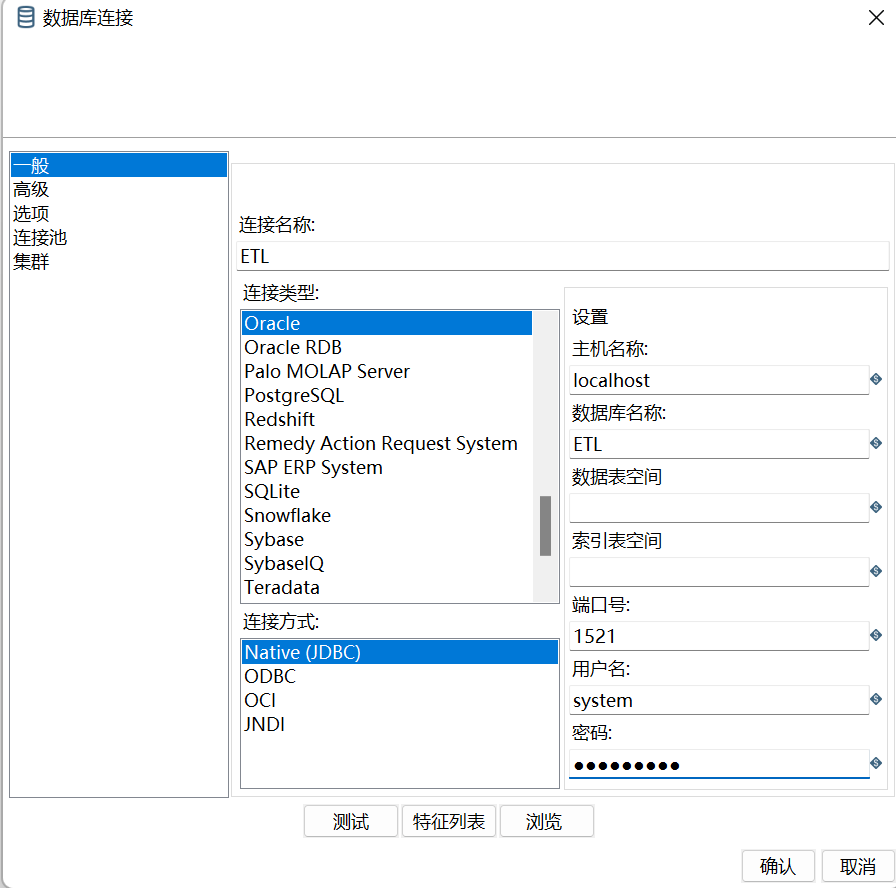 数据库连接
一般
高级
选项
连接池
集群
连接名称:
ETL
连接类型:
Oracle
Oracle RDB
Palo MOLAP Server
PostgreSQL
Redshift
Remedy Action Request System
SAP ERP System
SQLite
Snowflake
Sybase
SybaseIQ
Teradata
连接方式:
Native (JDBC)
ODBC
OCI
JNDI
设置
主机名称:
localhost
数据库名称:
ETL
数据表空间
索引表空间
端口号:
1521
用户名:
system
密码:
●●●●●●●●●
测试
特征列表
浏览
确认
取消